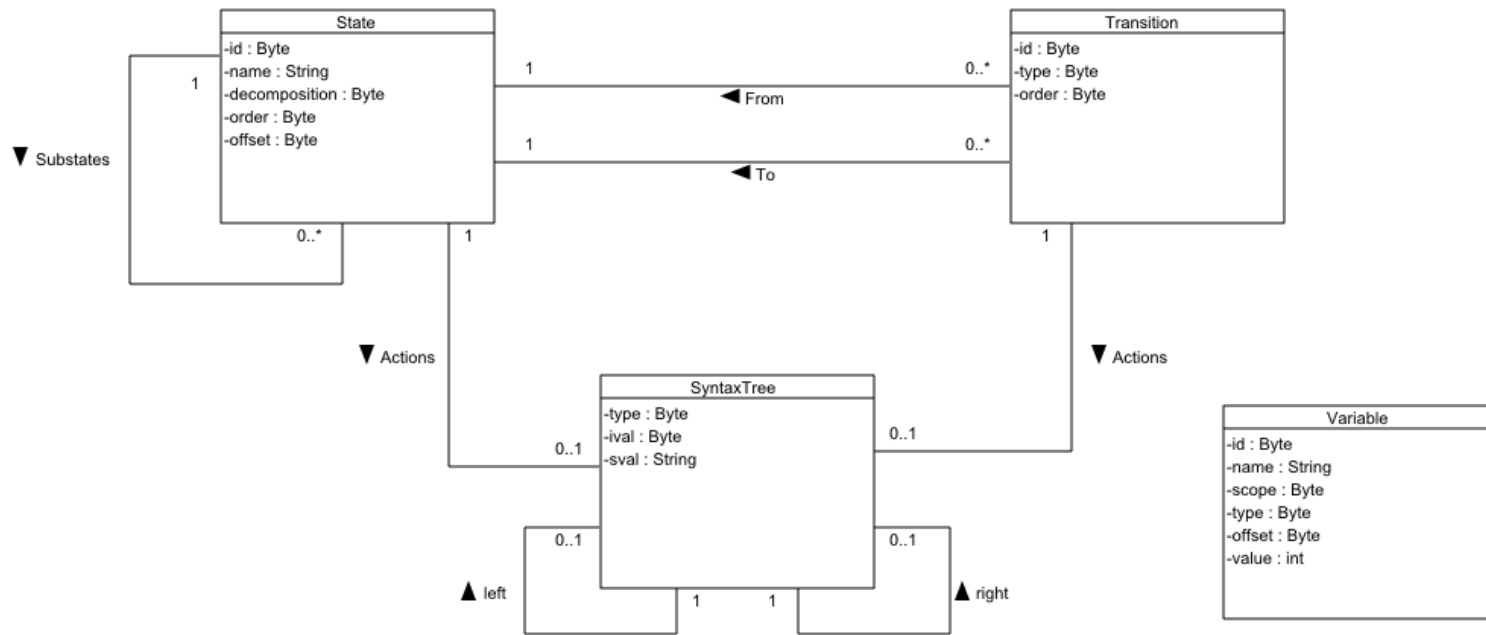 State
-id : Byte
-name : String
-decomposition : Byte
-order : Byte
-offset : Byte
Transition
-id : Byte
-type : Byte
-order : Byte
1
1
0..*
From
1
0..*
To
Substates
0..*
1
1
Actions
Actions
SyntaxTree
-type : Byte
-ival : Byte
-sval : String
0..1
0..1
0..1
0..1
left
1
1
right
Variable
-id : Byte
-name : String
-scope : Byte
-type : Byte
-offset : Byte
-value : int